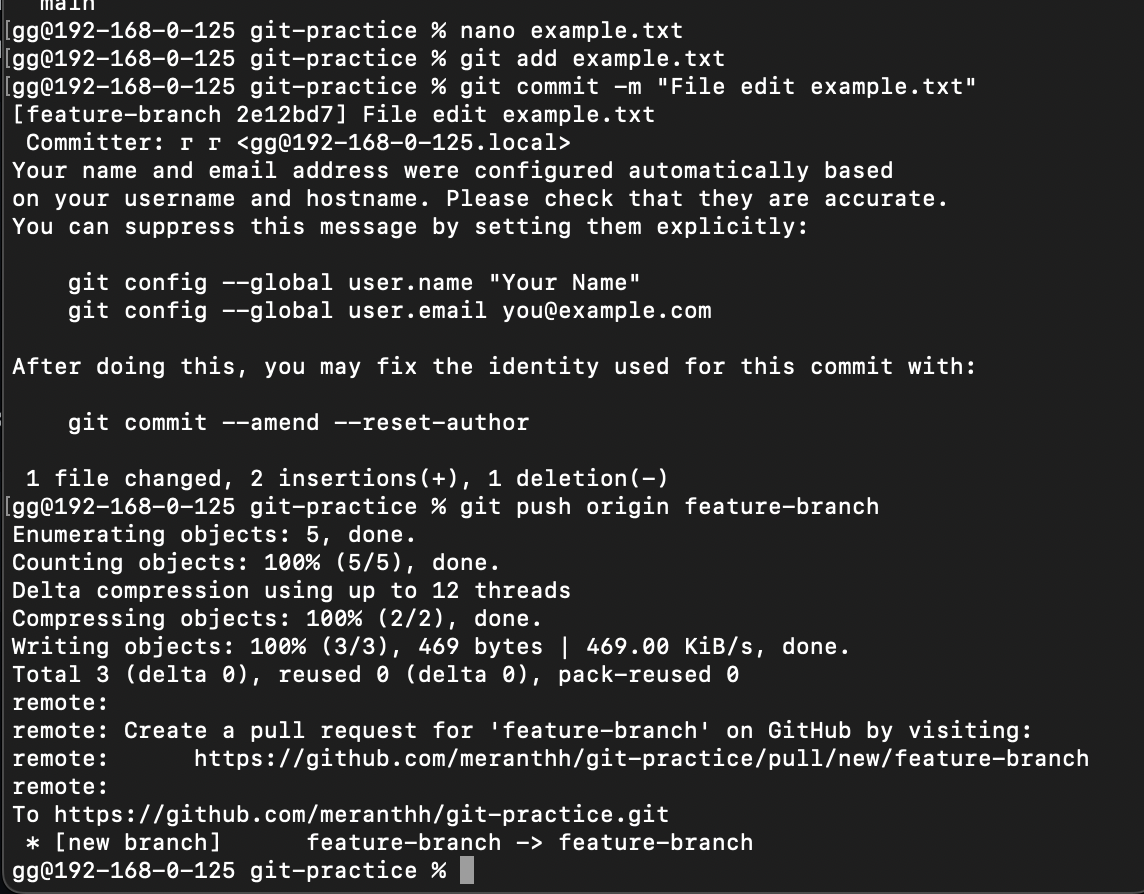 main
[gg@192-168-0-125 git-practice % nano example.txt
[gg@192-168-0-125 git-practice % git add example.txt
[gg@192-168-0-125 git-practice % git commit -m "File edit example.txt"
[feature-branch 2e12bd7] File edit example.txt
 Committer: r r <gg@192-168-0-125.local>
Your name and email address were configured automatically based
on your username and hostname. Please check that they are accurate.
You can suppress this message by setting them explicitly:

    git config --global user.name "Your Name"
    git config --global user.email you@example.com

After doing this, you may fix the identity used for this commit with:

    git commit --amend --reset-author

 1 file changed, 2 insertions(+), 1 deletion(-)
[gg@192-168-0-125 git-practice % git push origin feature-branch
Enumerating objects: 5, done.
Counting objects: 100% (5/5), done.
Delta compression using up to 12 threads
Compressing objects: 100% (2/2), done.
Writing objects: 100% (3/3), 469 bytes | 469.00 KiB/s, done.
Total 3 (delta 0), reused 0 (delta 0), pack-reused 0
remote:
remote: Create a pull request for 'feature-branch' on GitHub by visiting:
remote:      https://github.com/meranthh/git-practice/pull/new/feature-branch
remote:
To https://github.com/meranthh/git-practice.git
 * [new branch]      feature-branch -> feature-branch
gg@192-168-0-125 git-practice %